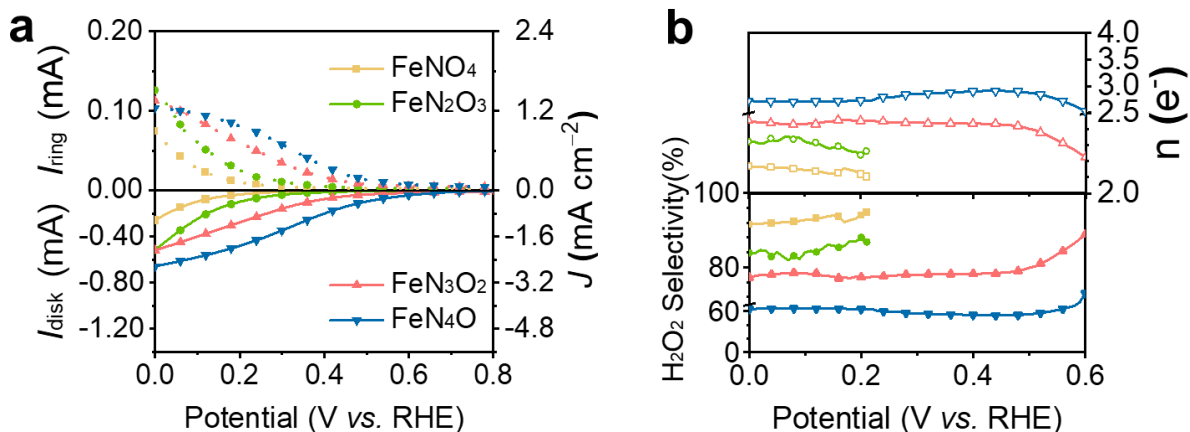 a
I_ring (mA)
0.20
0.10
0.00
I_disk (mA)
-0.40
-0.80
-1.20
FeNO₄
FeN₂O₃
FeN₃O₂
FeN₄O
2.4
1.2
0.0
-1.6
-3.2
-4.8
J (mA cm⁻²)
0.0 0.2 0.4 0.6 0.8
Potential (V vs. RHE)
b
H₂O₂ Selectivity(%)
100
80
60
0
4.0
3.5
3.0
2.5
2.0
n (e⁻)
0.0 0.2 0.4 0.6
Potential (V vs. RHE)